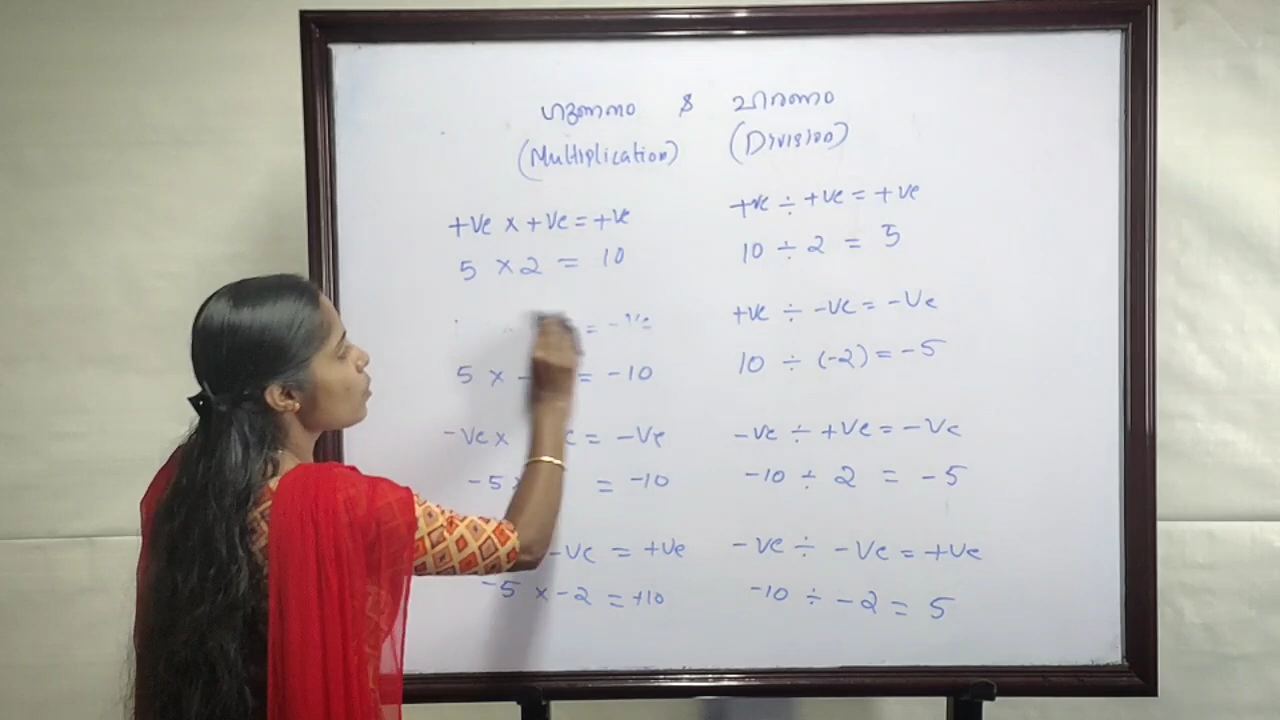 ഗുണനം & ഹരണം
(Multiplication) (Division)
+ve x +ve = +ve
5 x 2 = 10
= -ve
5 x - = -10
-ve x = -ve
-5 x = -10
-ve = +ve
-5 x -2 = +10
+ve ÷ +ve = +ve
10 ÷ 2 = 5
+ve ÷ -ve = -ve
10 ÷ (-2) = -5
-ve ÷ +ve = -ve
-10 ÷ 2 = -5
-ve ÷ -ve = +ve
-10 ÷ -2 = 5